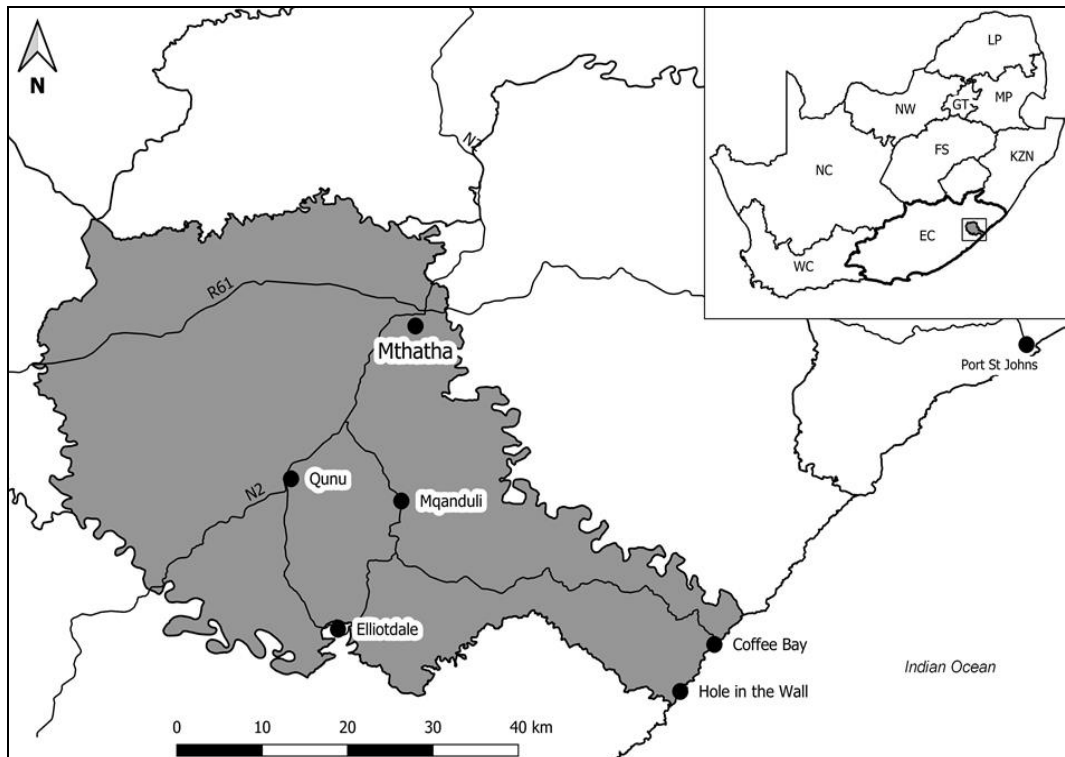 N
N2
R61
Mthatha
Qunu
N2
Mqanduli
Elliotdale
Coffee Bay
Hole in the Wall
Port St Johns
Indian Ocean
0 10 20 30 40 km
LP
NW
GT
MP
FS
KZN
NC
EC
WC